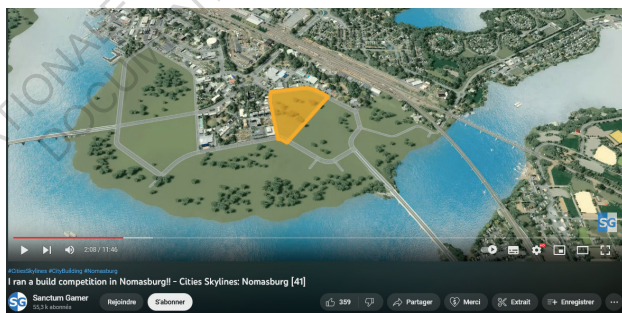 SG
2:08 / 11:46
#CitiesSkylines #CityBuilding #Nomasburg
I ran a build competition in Nomasburg!! - Cities Skylines: Nomasburg [41]
SG
Sanctum Gamer
55,3 k abonnés
Rejoindre
S'abonner
359
Partager
Merci
Extrait
Enregistrer